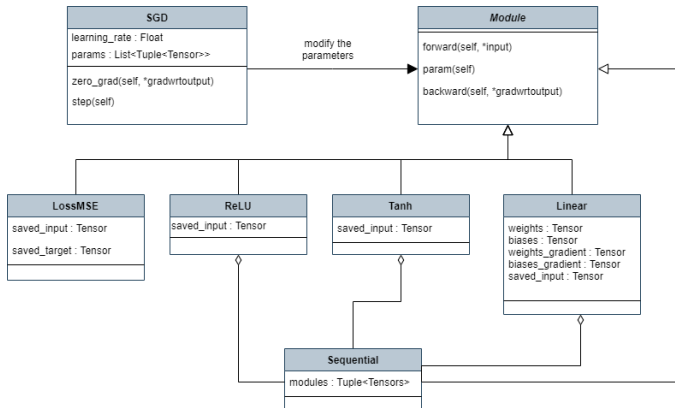 SGD
learning_rate : Float
params : List<Tuple<Tensor>>
zero_grad(self, *gradwrtoutput)
step(self)
modify the
parameters
Module
forward(self, *input)
param(self)
backward(self, *gradwrtoutput)
LossMSE
saved_input : Tensor
saved_target : Tensor
ReLU
saved_input : Tensor
Tanh
saved_input : Tensor
Linear
weights : Tensor
biases : Tensor
weights_gradient : Tensor
biases_gradient : Tensor
saved_input : Tensor
Sequential
modules : Tuple<Tensors>